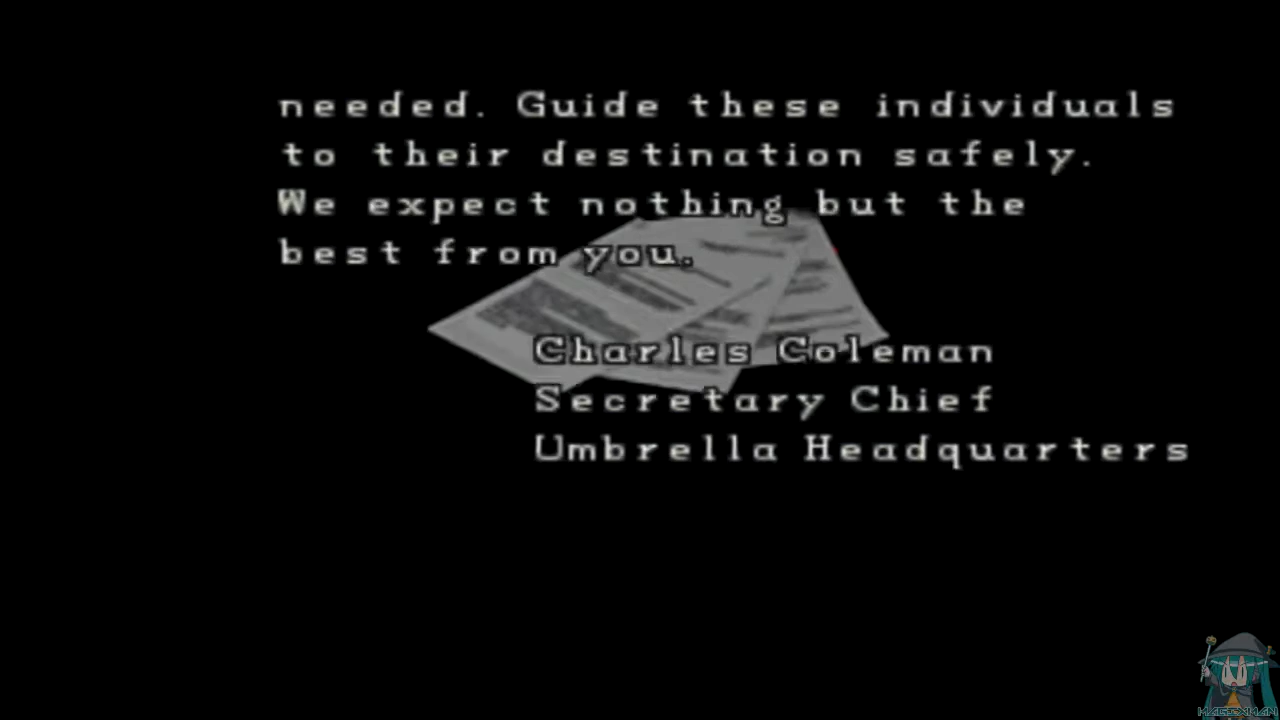 needed. Guide these individuals
to their destination safely.
We expect nothing but the
best from you.
Charles Coleman
Secretary Chief
Umbrella Headquarters